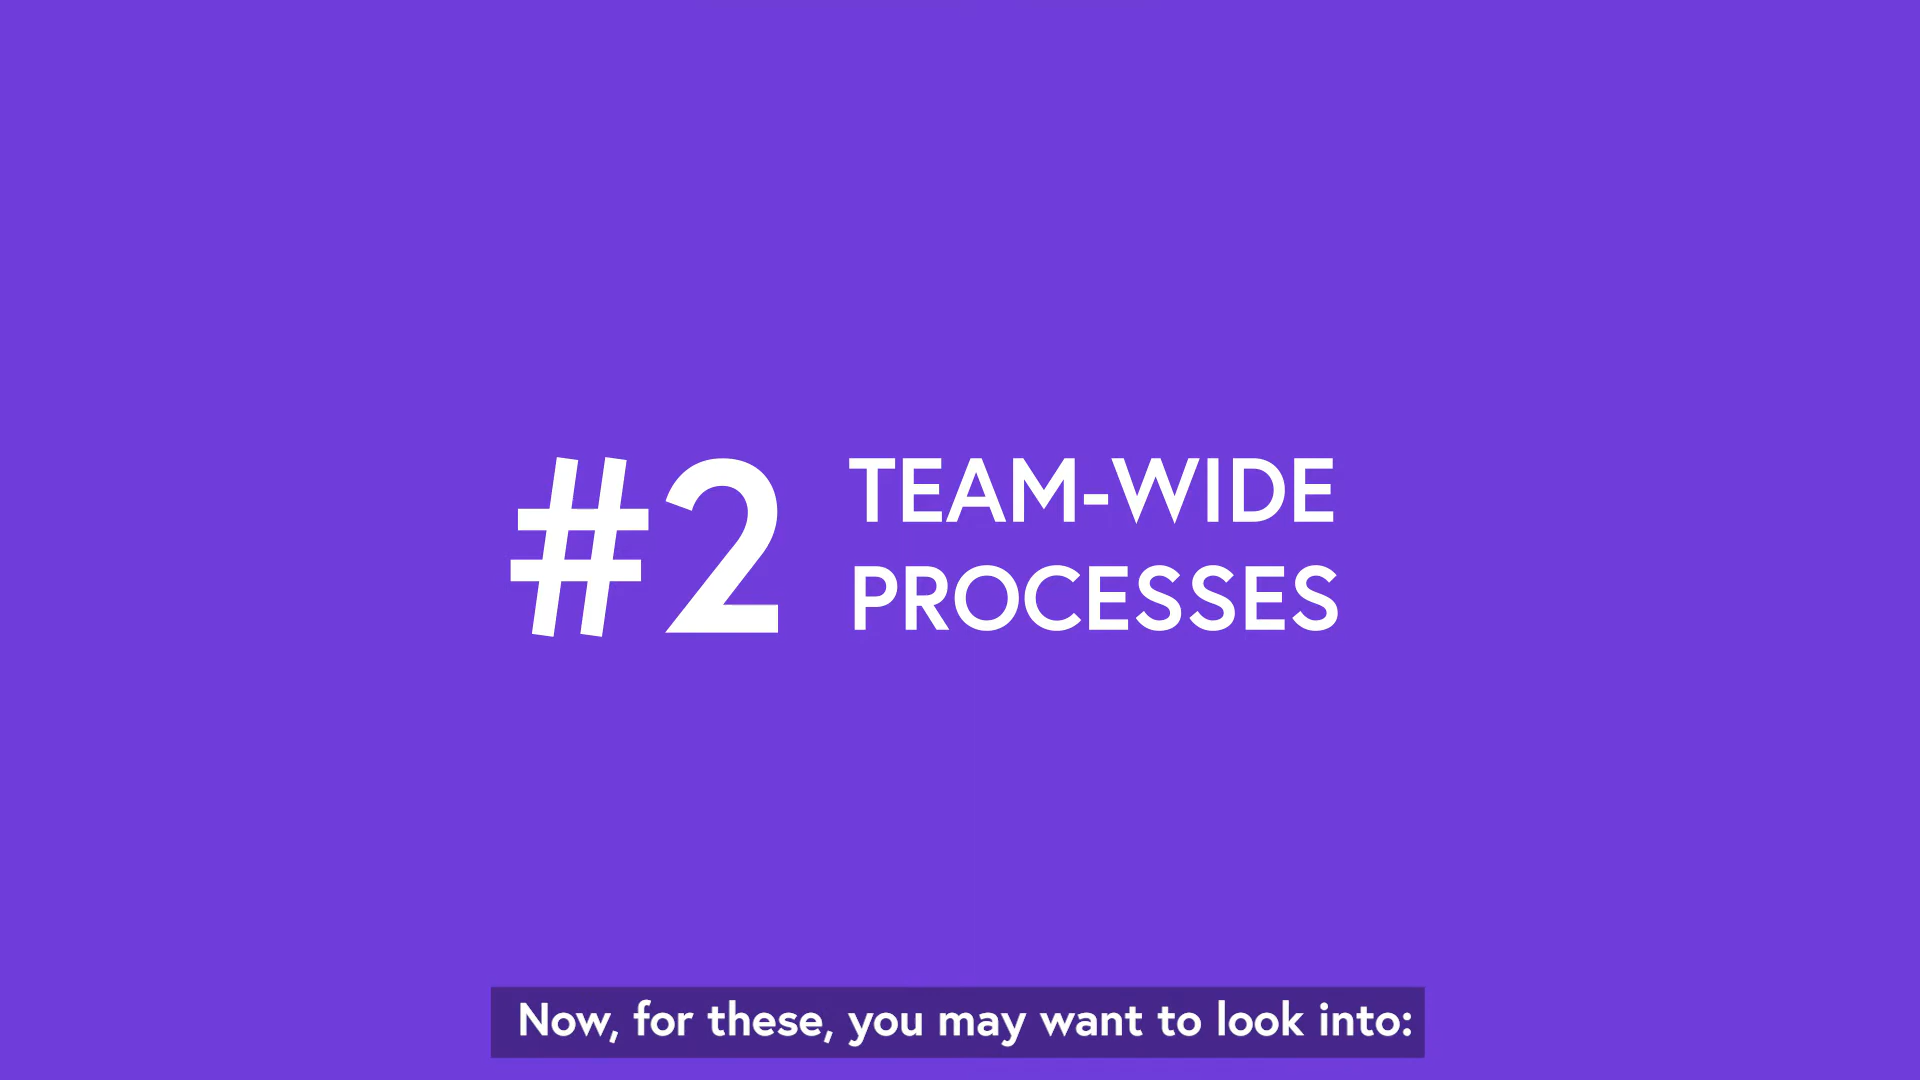 #2
TEAM-WIDE
PROCESSES
Now, for these, you may want to look into: